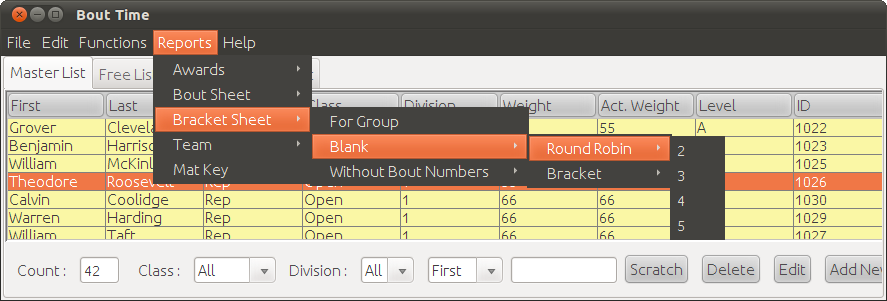 Bout Time
File Edit Functions Reports Help
Master List Free Lis Awards
Bout Sheet
First Last Bracket Sheet Class Division Weight Act. Weight Level ID
Grover Clevela For Group 55 A 1022
Benjamin Harriso Team Blank Round Robin 2 1023
William McKinl Mat Key Without Bout Numbers Bracket 3 1025
Theodore Roosevelt Rep Open 1026
Calvin Coolidge Rep Open 1 66 66 4 1030
Warren Harding Rep Open 1 66 66 1029
William Taft Rep Open 1 66 66 5 1027
Count : 42 Class : All Division : All First Scratch Delete Edit Add New